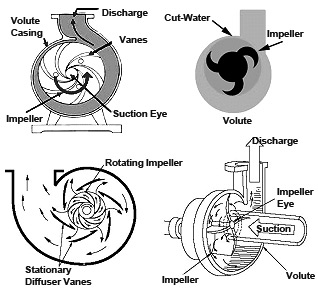 Discharge
Volute
Casing
Vanes
Impeller
Suction Eye
Cut-Water
Impeller
Volute
Rotating Impeller
Stationary
Diffuser Vanes
Discharge
Impeller
Eye
Suction
Impeller
Volute